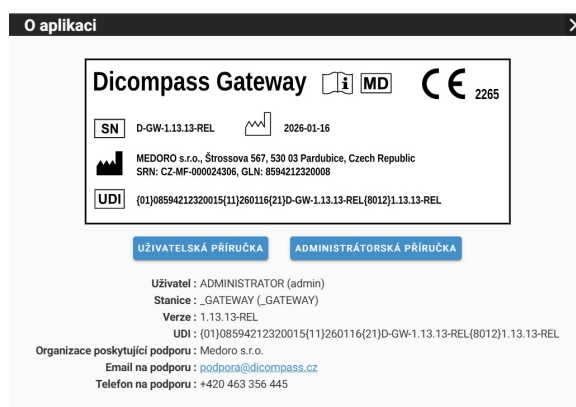 O aplikaci
Dicompass Gateway MD CE 2265
SN D-GW-1.13.13-REL 2026-01-16
MEDORO s.r.o., Štrossova 567, 530 03 Pardubice, Czech Republic
SRN: CZ-MF-000024306, GLN: 8594212320008
UDI {01}08594212320015{11}260116{21}D-GW-1.13.13-REL{8012}1.13.13-REL
UŽIVATELSKÁ PŘÍRUČKA ADMINISTRÁTORSKÁ PŘÍRUČKA
Uživatel : ADMINISTRATOR (admin)
Stanice : _GATEWAY (_GATEWAY)
Verze : 1.13.13-REL
UDI : {01}08594212320015{11}260116{21}D-GW-1.13.13-REL{8012}1.13.13-REL
Organizace poskytující podporu : Medoro s.r.o.
Email na podporu : podpora@dicompass.cz
Telefon na podporu : +420 463 356 445